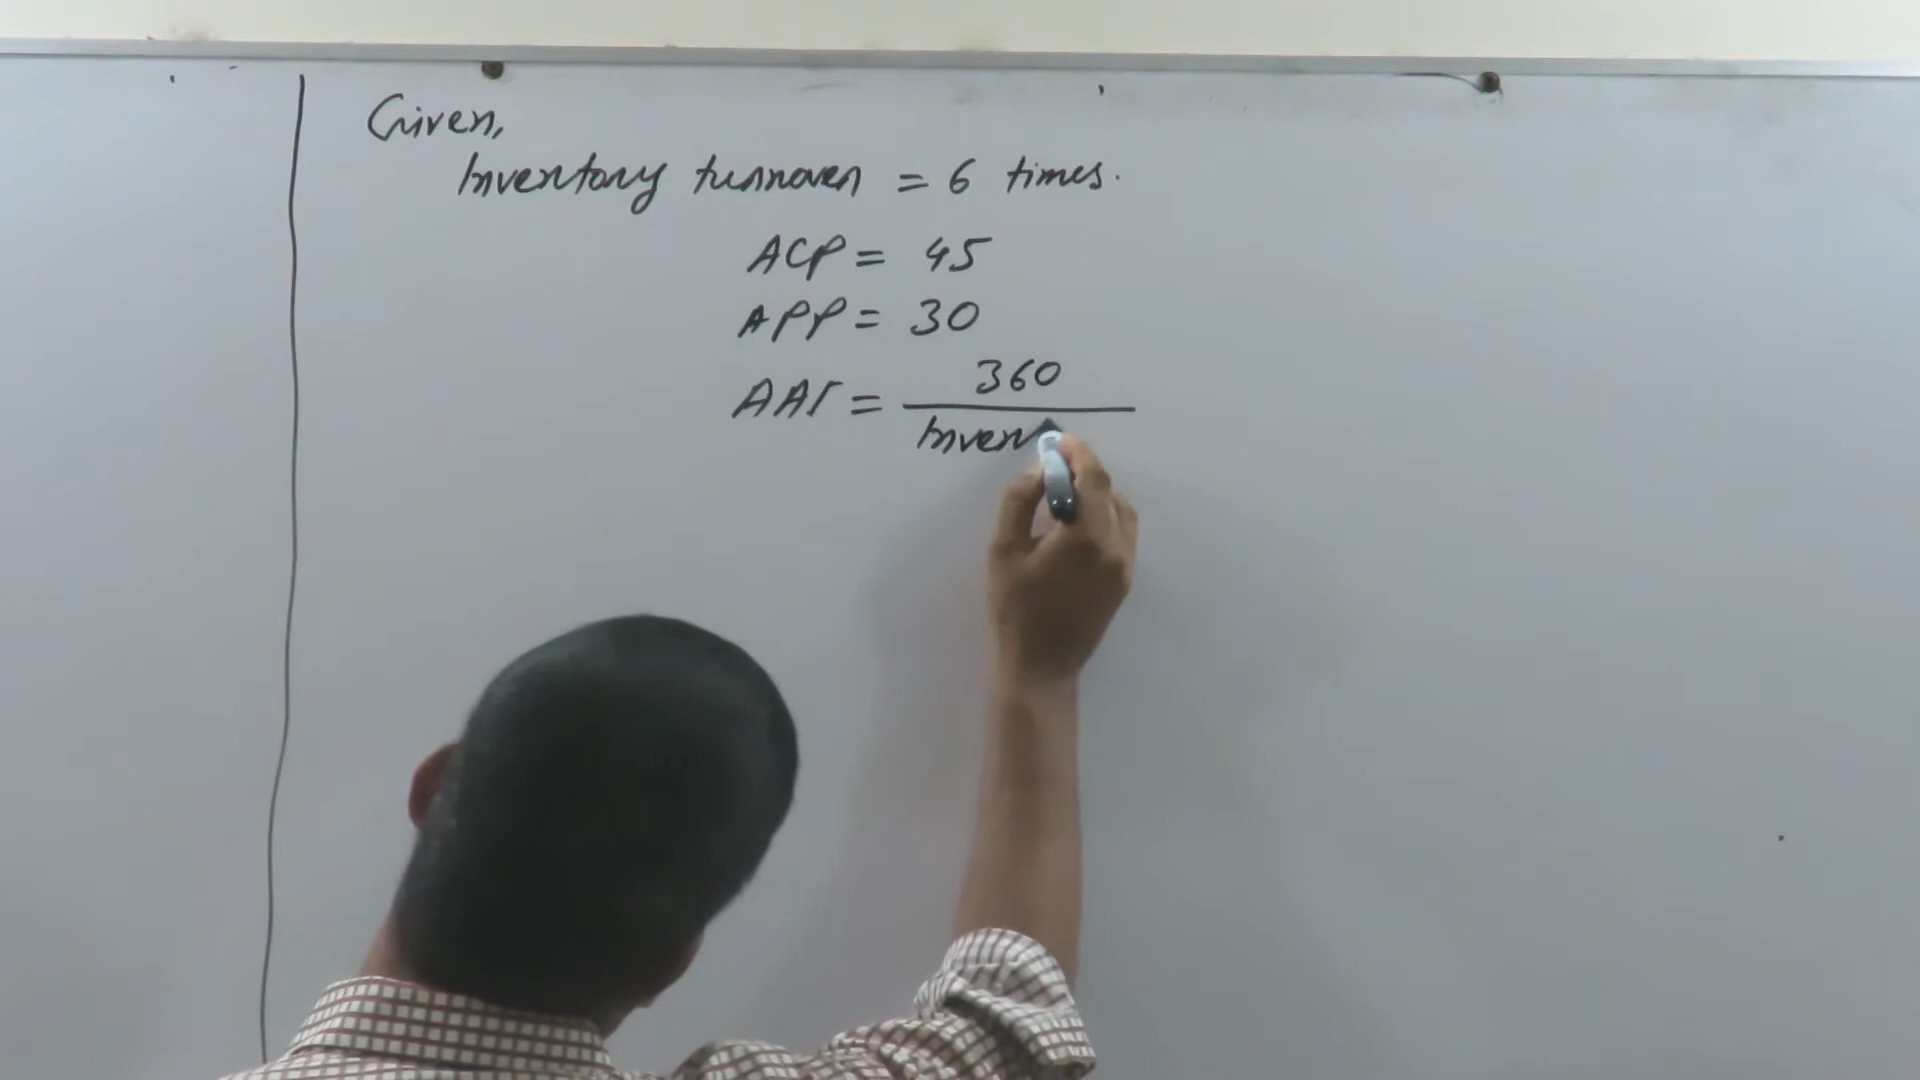 Given,
Inventory turnover = 6 times.
ACP = 45
APP = 30
AAI = 360
Inven